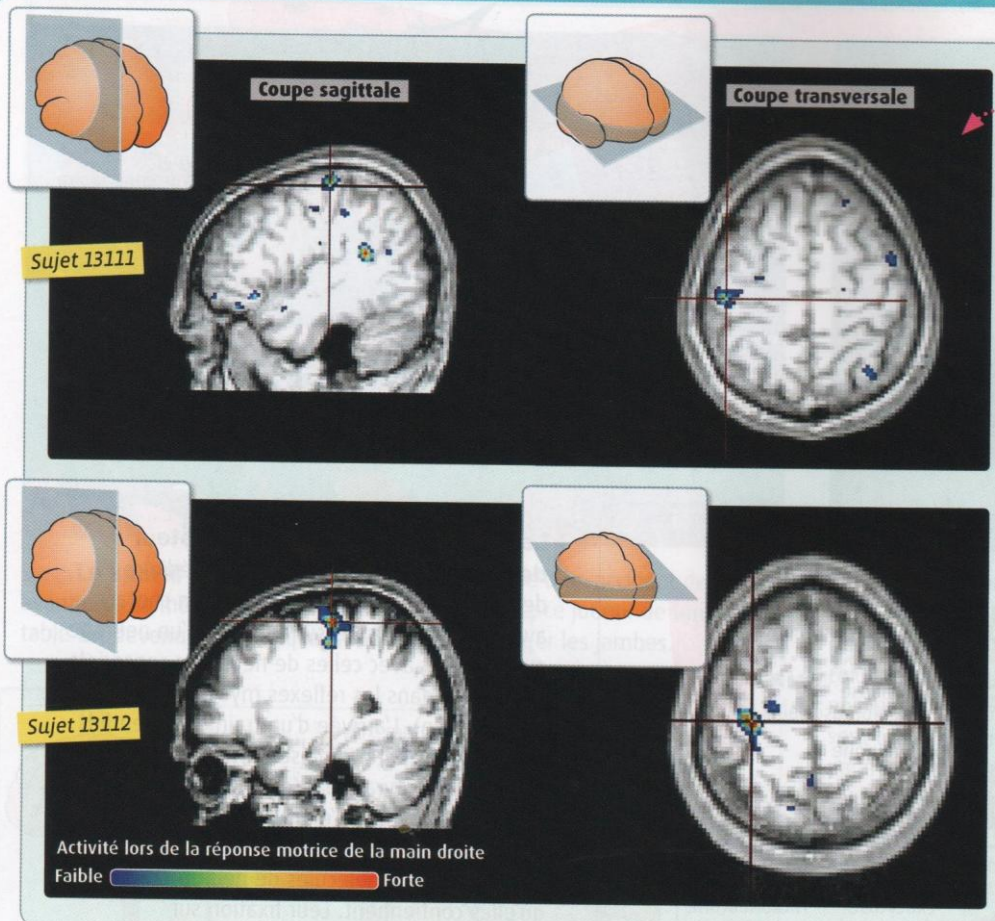 Coupe sagittale
Coupe transversale
Sujet 13111
Sujet 13112
Activité lors de la réponse motrice de la main droite
Faible
Forte